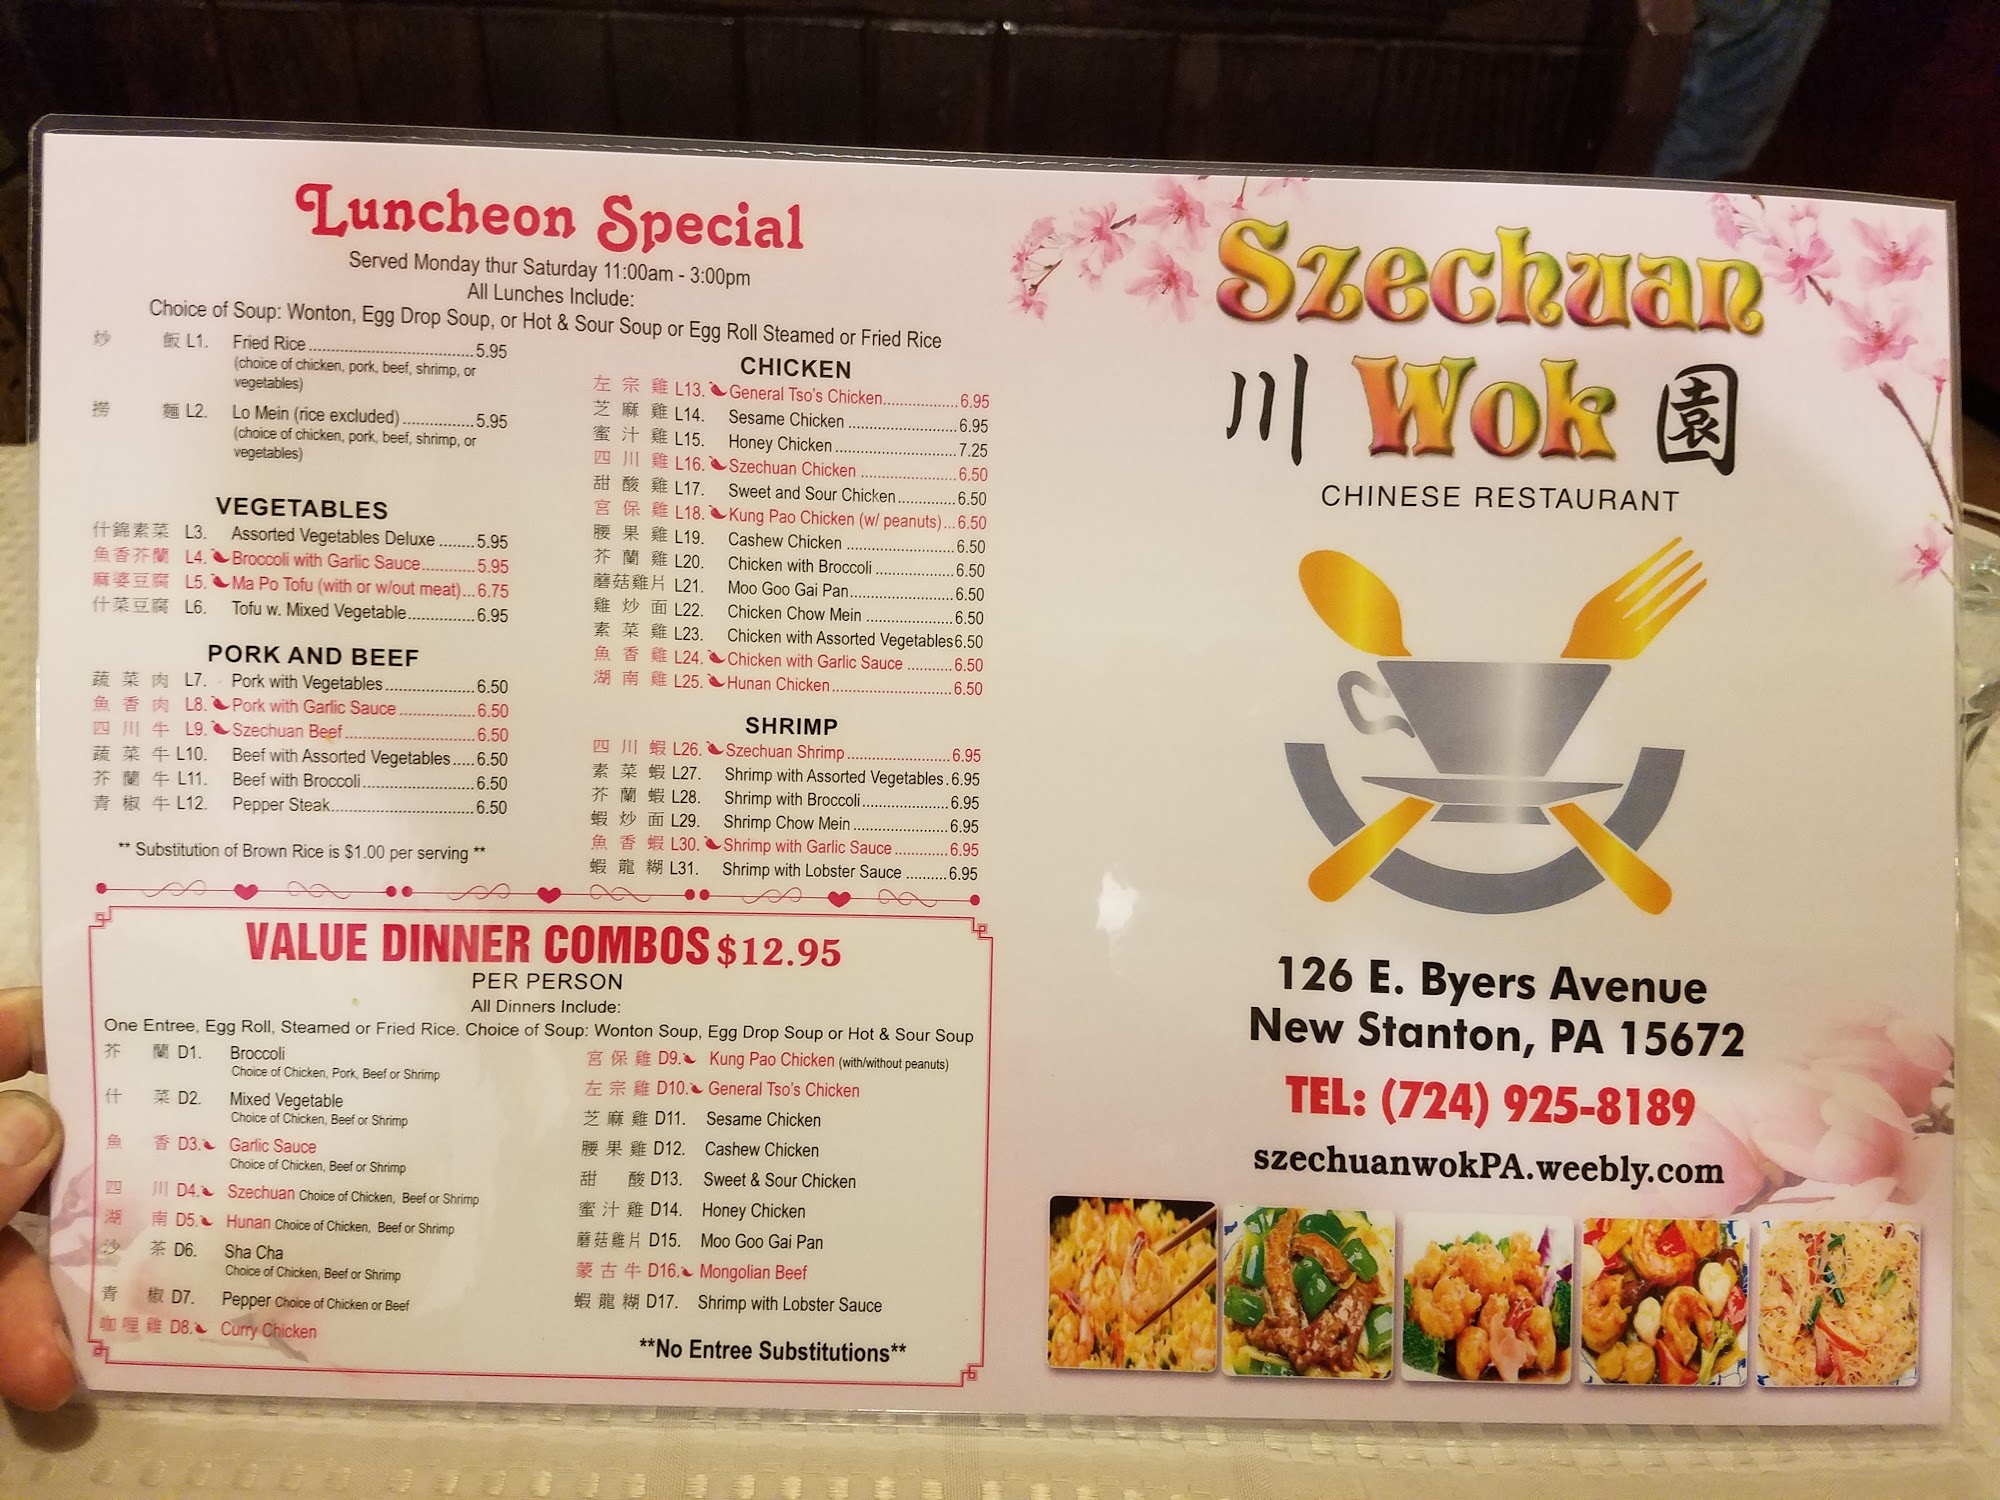 Luncheon Special
Served Monday thur Saturday 11:00am - 3:00pm
All Lunches Include:
Choice of Soup: Wonton, Egg Drop Soup, or Hot & Sour Soup or Egg Roll Steamed or Fried Rice
炒 飯 L1. Fried Rice 5.95
(choice of chicken, pork, beef, shrimp, or
vegetables)
撈 麵 L2. Lo Mein (rice excluded) 5.95
(choice of chicken, pork, beef, shrimp, or
vegetables)
VEGETABLES
什錦素菜 L3. Assorted Vegetables Deluxe 5.95
魚香芥蘭 L4. Broccoli with Garlic Sauce 5.95
麻婆豆腐 L5. Ma Po Tofu (with or w/out meat) 6.75
什菜豆腐 L6. Tofu w. Mixed Vegetable 6.95
PORK AND BEEF
蔬 菜 肉 L7. Pork with Vegetables 6.50
魚 香 肉 L8. Pork with Garlic Sauce 6.50
四 川 牛 L9. Szechuan Beef 6.50
蔬 菜 牛 L10. Beef with Assorted Vegetables 6.50
芥 蘭 牛 L11. Beef with Broccoli 6.50
青 椒 牛 L12. Pepper Steak 6.50
** Substitution of Brown Rice is $1.00 per serving **
CHICKEN
左 宗 雞 L13. General Tso's Chicken 6.95
芝 麻 雞 L14. Sesame Chicken 6.95
蜜 汁 雞 L15. Honey Chicken 7.25
四 川 雞 L16. Szechuan Chicken 6.50
甜 酸 雞 L17. Sweet and Sour Chicken 6.50
宮 保 雞 L18. Kung Pao Chicken (w/ peanuts) 6.50
腰 果 雞 L19. Cashew Chicken 6.50
芥 蘭 雞 L20. Chicken with Broccoli 6.50
蘑菇雞片 L21. Moo Goo Gai Pan 6.50
雞 炒 面 L22. Chicken Chow Mein 6.50
素 菜 雞 L23. Chicken with Assorted Vegetables 6.50
魚 香 雞 L24. Chicken with Garlic Sauce 6.50
湖 南 雞 L25. Hunan Chicken 6.50
SHRIMP
四 川 蝦 L26. Szechuan Shrimp 6.95
素 菜 蝦 L27. Shrimp with Assorted Vegetables 6.95
芥 蘭 蝦 L28. Shrimp with Broccoli 6.95
蝦 炒 面 L29. Shrimp Chow Mein 6.95
魚 香 蝦 L30. Shrimp with Garlic Sauce 6.95
蝦 龍 糊 L31. Shrimp with Lobster Sauce 6.95
VALUE DINNER COMBOS $12.95
PER PERSON
All Dinners Include:
One Entree, Egg Roll, Steamed or Fried Rice. Choice of Soup: Wonton Soup, Egg Drop Soup or Hot & Sour Soup
芥 蘭 D1. Broccoli
Choice of Chicken, Pork, Beef or Shrimp
什 菜 D2. Mixed Vegetable
Choice of Chicken, Beef or Shrimp
魚 香 D3. Garlic Sauce
Choice of Chicken, Beef or Shrimp
四 川 D4. Szechuan Choice of Chicken, Beef or Shrimp
湖 南 D5. Hunan Choice of Chicken, Beef or Shrimp
沙 茶 D6. Sha Cha
Choice of Chicken, Beef or Shrimp
青 椒 D7. Pepper Choice of Chicken or Beef
咖 喱 雞 D8. Curry Chicken
宮 保 雞 D9. Kung Pao Chicken (with/without peanuts)
左 宗 雞 D10. General Tso's Chicken
芝 麻 雞 D11. Sesame Chicken
腰 果 雞 D12. Cashew Chicken
甜 酸 D13. Sweet & Sour Chicken
蜜 汁 雞 D14. Honey Chicken
蘑菇雞片 D15. Moo Goo Gai Pan
蒙 古 牛 D16. Mongolian Beef
蝦 龍 糊 D17. Shrimp with Lobster Sauce
**No Entree Substitutions**
Szechuan
川 Wok 園
CHINESE RESTAURANT
126 E. Byers Avenue
New Stanton, PA 15672
TEL: (724) 925-8189
szechuanwokPA.weebly.com